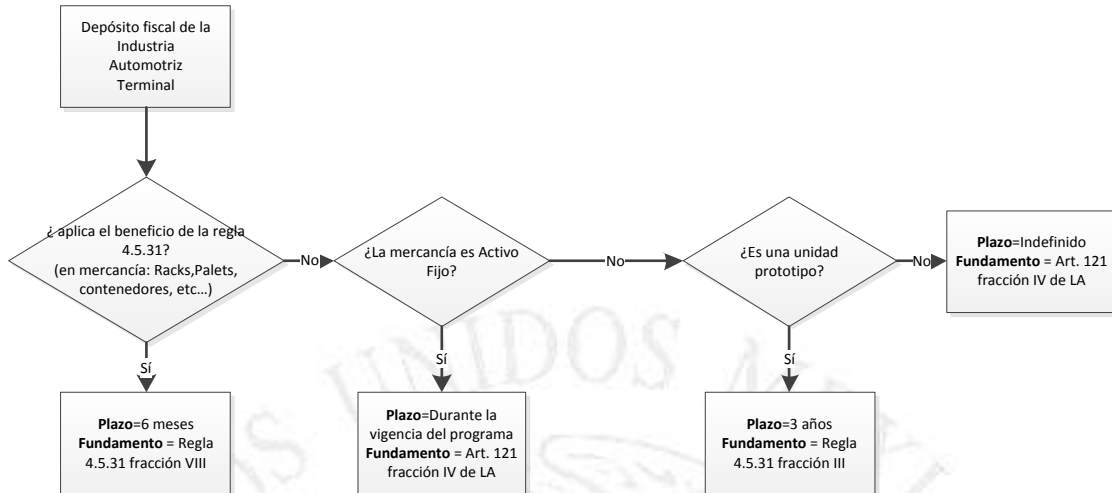 Depósito fiscal de la
Industria
Automotriz
Terminal
¿ aplica el beneficio de la regla
4.5.31?
(en mercancía: Racks,Palets,
contenedores, etc…)
No
¿La mercancía es Activo
Fijo?
No
¿Es una unidad
prototipo?
No
Plazo=Indefinido
Fundamento = Art. 121
fracción IV de LA
Sí
Sí
Sí
Plazo=6 meses
Fundamento = Regla
4.5.31 fracción VIII
Plazo=Durante la
vigencia del programa
Fundamento = Art. 121
fracción IV de LA
Plazo=3 años
Fundamento = Regla
4.5.31 fracción III
UNIDOS